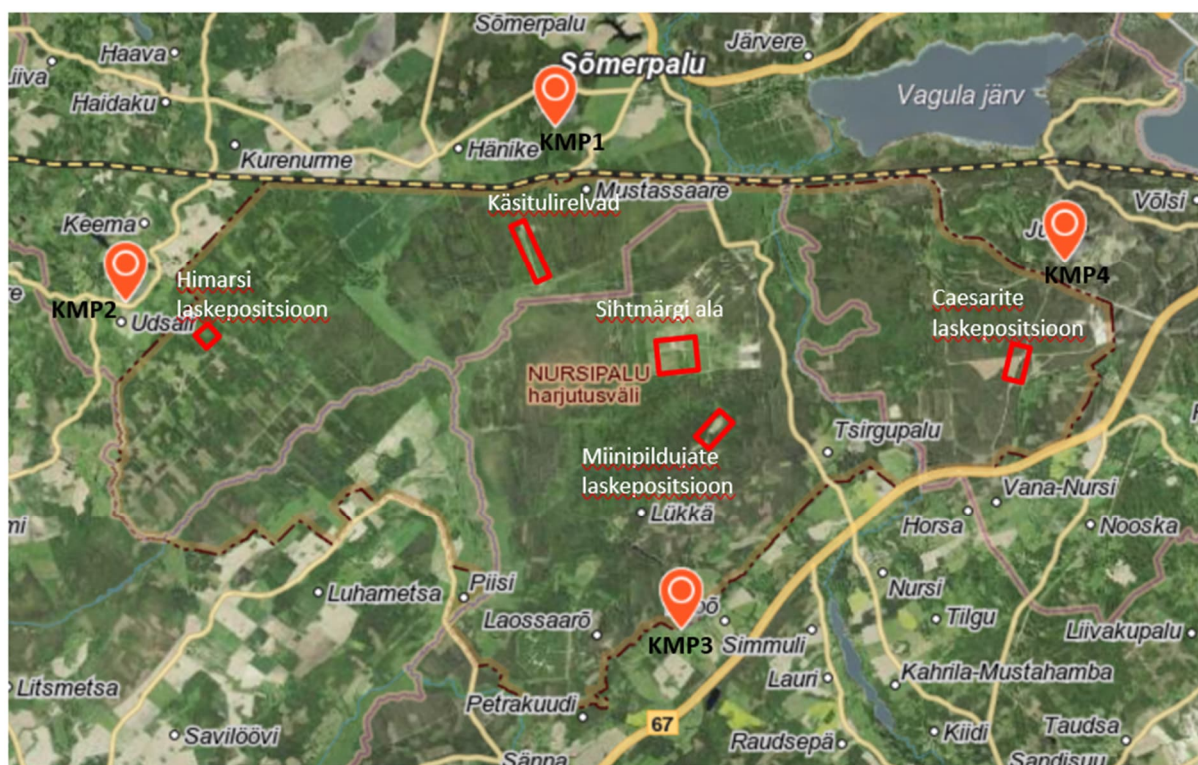 Sõmerpalu
Järvere
Haava
Sõmerpalu
Liiva
Haidaku
Vagula järv
KMP1
Hänike
Kurenurme
Mustassaare
Võlsi
Käsitulirelvad
Keema
KMP4
Himarsi
laskepositsioon
KMP2
Caesarite
laskepositsioon
Sihtmärgi ala
NURSIPALU
harjutusväli
Tsirgupalu
Miinipildujate
laskepositsioon
Vana-Nursi
Lükkä
Horsa
Nooska
Piisi
Luhametsa
Nursi
Tilgu
Laossaarõ
KMP3
Simmuli
Liivakupalu
Lauri
Kahrila-Mustahamba
Litsmetsa
Petrakuudi
67
Savilöövi
Raudsepä
Kiidi
Taudsa
Sänna